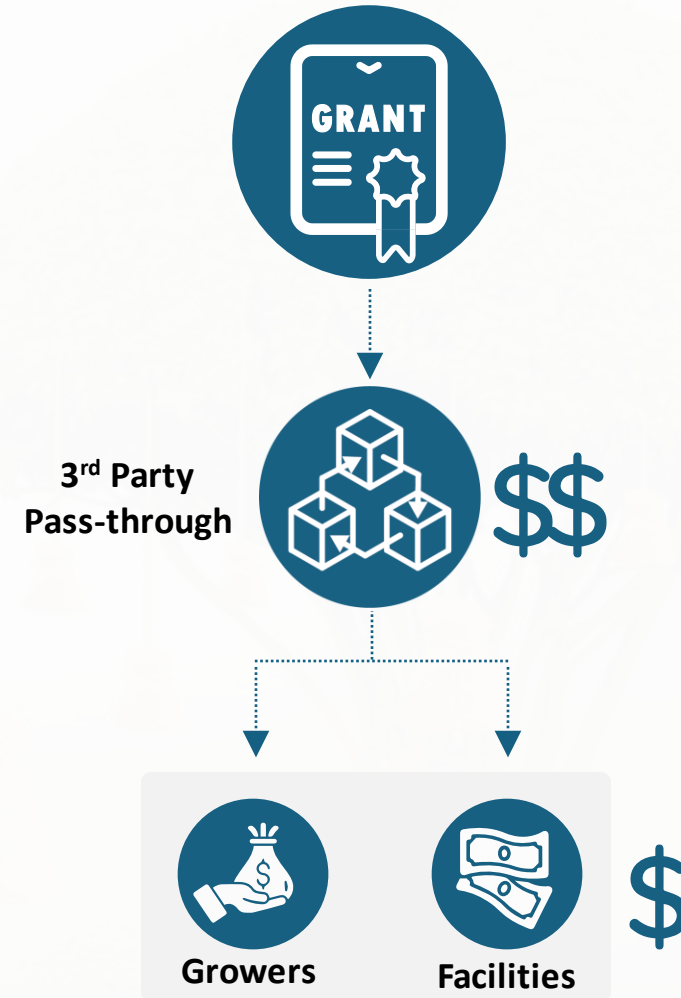 GRANT
3rd Party
Pass-through
$$
$
$
Growers
Facilities